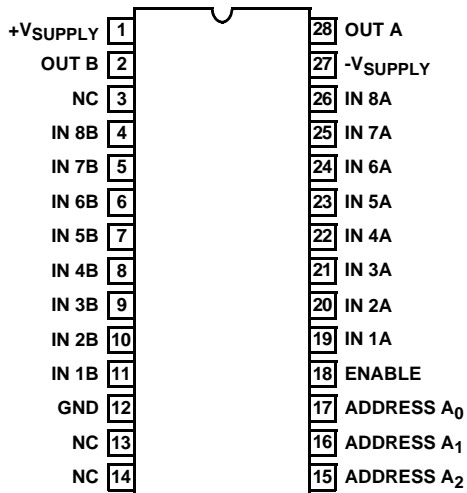 +VSUPPLY 1 28 OUT A
OUT B 2 27 -VSUPPLY
NC 3 26 IN 8A
IN 8B 4 25 IN 7A
IN 7B 5 24 IN 6A
IN 6B 6 23 IN 5A
IN 5B 7 22 IN 4A
IN 4B 8 21 IN 3A
IN 3B 9 20 IN 2A
IN 2B 10 19 IN 1A
IN 1B 11 18 ENABLE
GND 12 17 ADDRESS A0
NC 13 16 ADDRESS A1
NC 14 15 ADDRESS A2